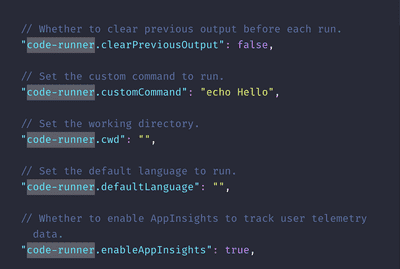 // Whether to clear previous output before each run.
"code-runner.clearPreviousOutput": false,
// Set the custom command to run.
"code-runner.customCommand": "echo Hello",
// Set the working directory.
"code-runner.cwd": "",
// Set the default language to run.
"code-runner.defaultLanguage": "",
// Whether to enable AppInsights to track user telemetry
data.
"code-runner.enableAppInsights": true,